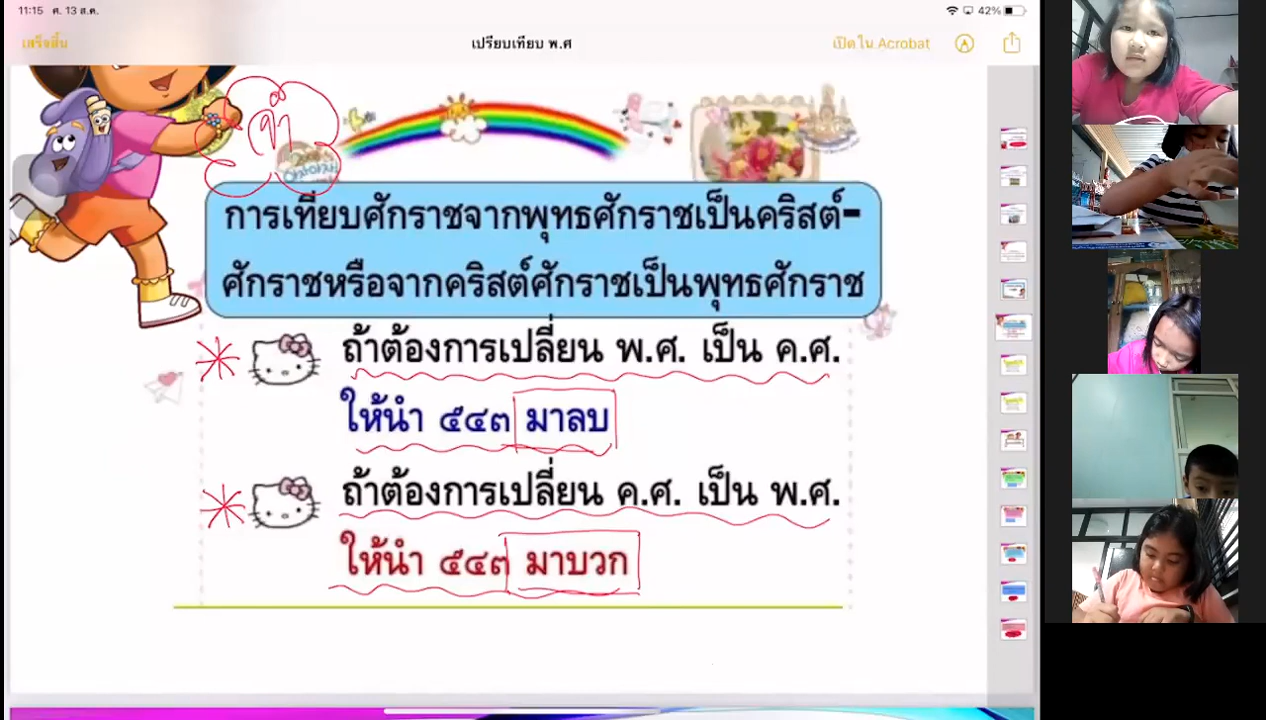 11:15 ศ. 13 ส.ค.
42%
เสร็จสิ้น
เปรียบเทียบ พ.ศ
เปิดใน Acrobat
จำ
การเทียบศักราชจากพุทธศักราชเป็นคริสต์-
ศักราชหรือจากคริสต์ศักราชเป็นพุทธศักราช
ถ้าต้องการเปลี่ยน พ.ศ. เป็น ค.ศ.
ให้นำ ๕๔๓ มาลบ
ถ้าต้องการเปลี่ยน ค.ศ. เป็น พ.ศ.
ให้นำ ๕๔๓ มาบวก